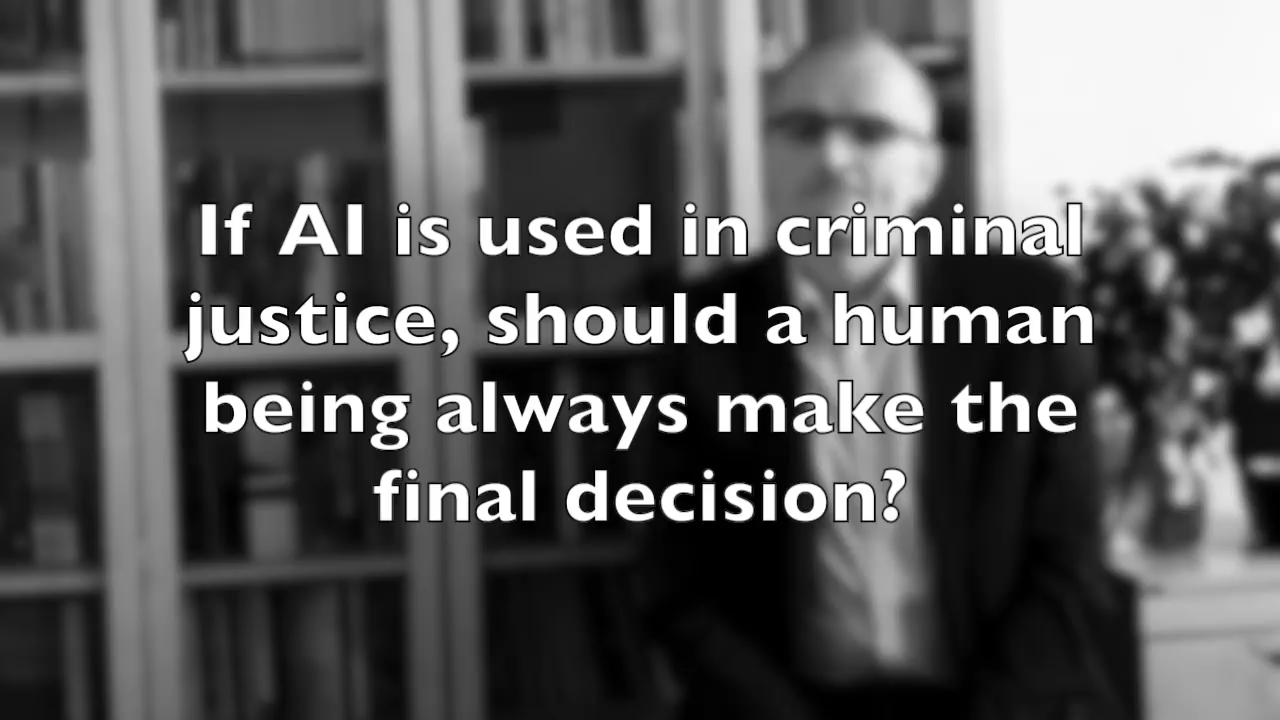 If AI is used in criminal
justice, should a human
being always make the
final decision?